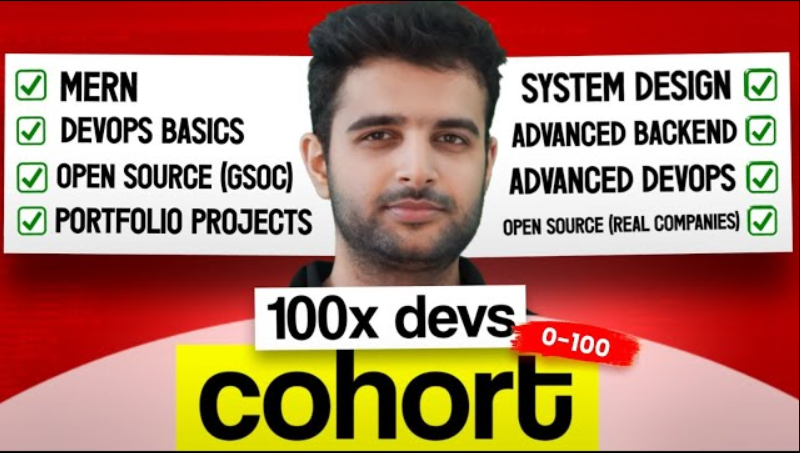 MERN
DEVOPS BASICS
OPEN SOURCE (GSOC)
PORTFOLIO PROJECTS
SYSTEM DESIGN
ADVANCED BACKEND
ADVANCED DEVOPS
OPEN SOURCE (REAL COMPANIES)
100x devs
0-100
cohort